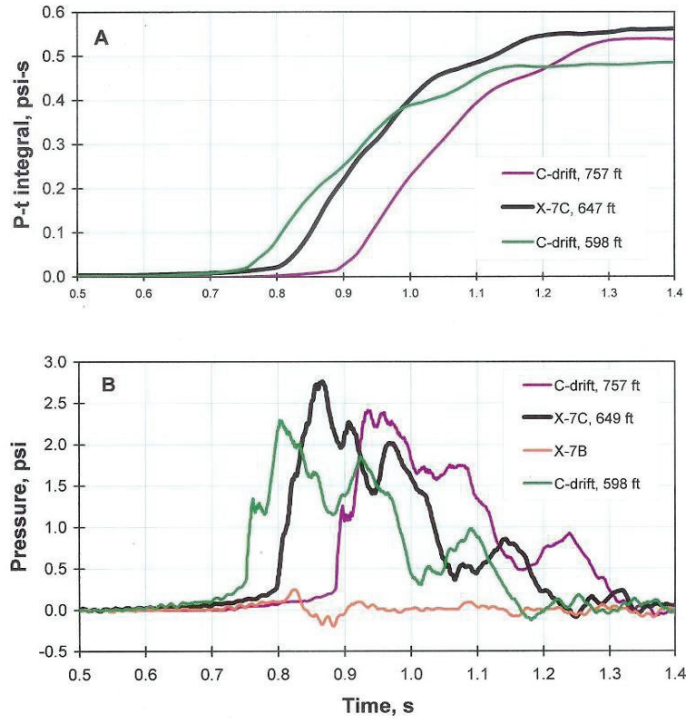 A
P-t integral, psi-s
0.6
0.5
0.4
0.3
0.2
0.1
0.0
C-drift, 757 ft
X-7C, 647 ft
C-drift, 598 ft
0.5 0.6 0.7 0.8 0.9 1.0 1.1 1.2 1.3 1.4
B
Pressure, psi
3.0
2.5
2.0
1.5
1.0
0.5
0.0
-0.5
C-drift, 757 ft
X-7C, 649 ft
X-7B
C-drift, 598 ft
0.5 0.6 0.7 0.8 0.9 1.0 1.1 1.2 1.3 1.4
Time, s